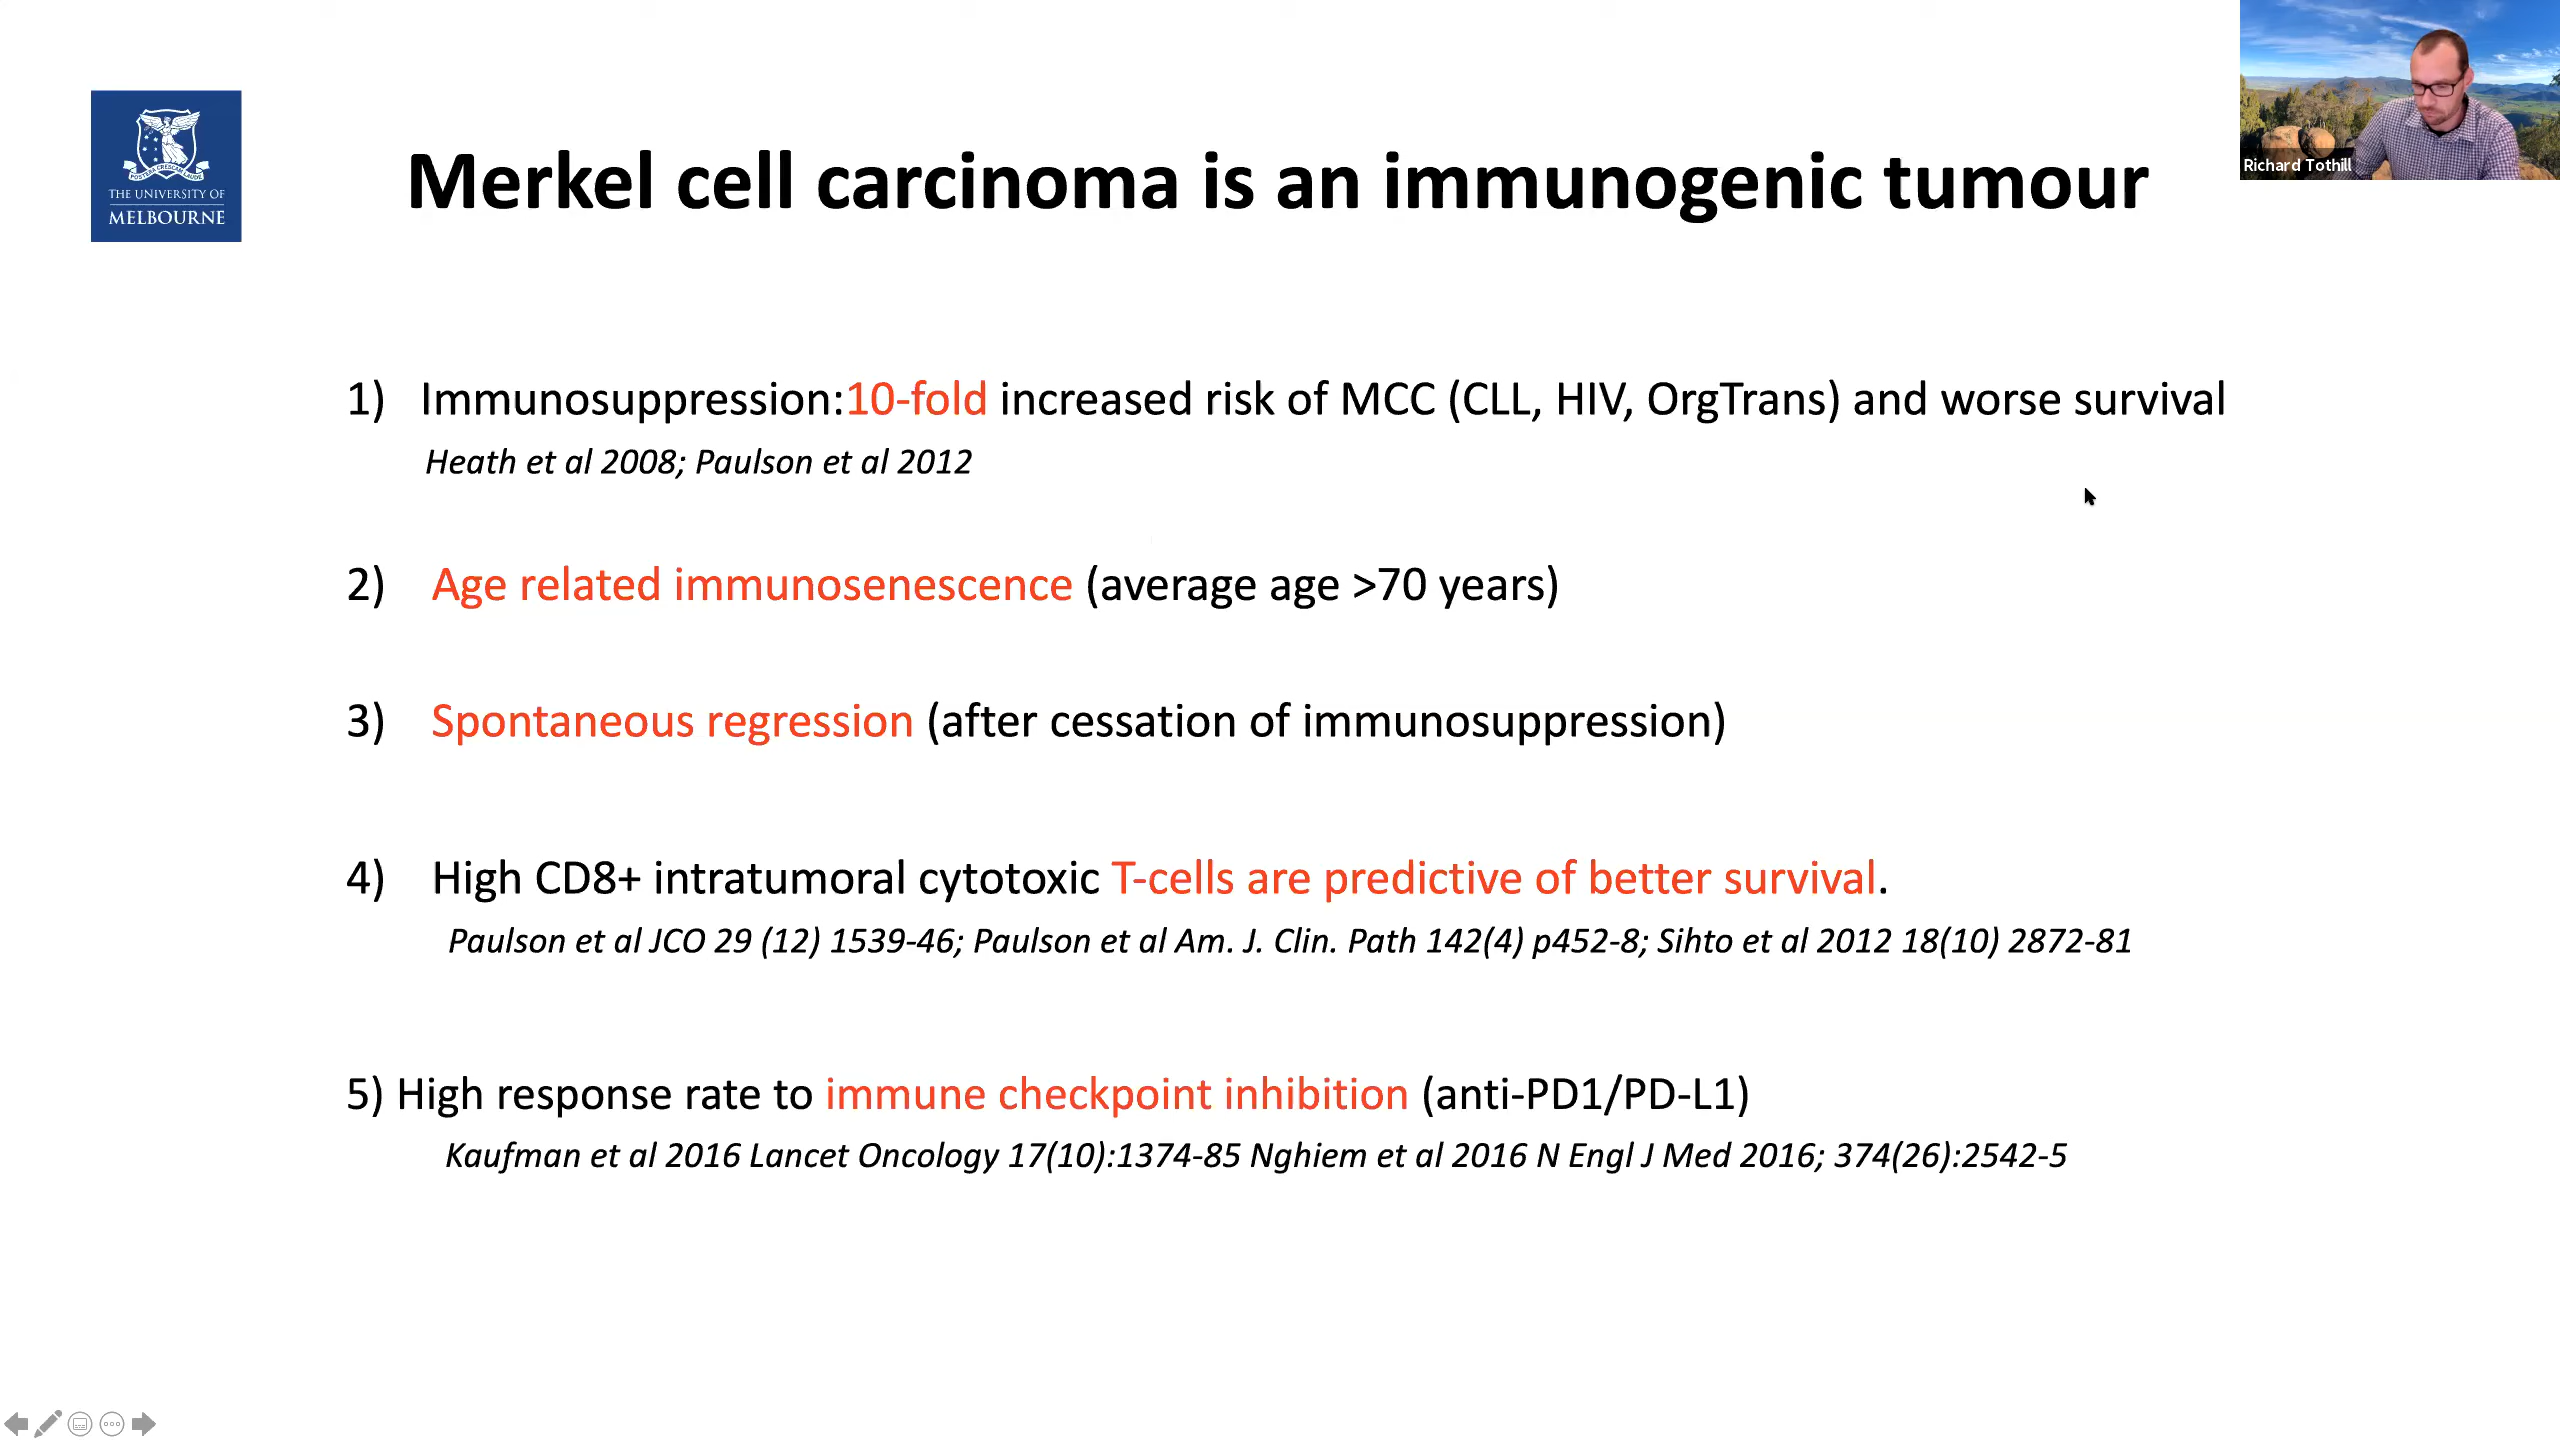 Richard Tothill
THE UNIVERSITY OF
MELBOURNE
Merkel cell carcinoma is an immunogenic tumour
1) Immunosuppression:10-fold increased risk of MCC (CLL, HIV, OrgTrans) and worse survival
Heath et al 2008; Paulson et al 2012
2) Age related immunosenescence (average age >70 years)
3) Spontaneous regression (after cessation of immunosuppression)
4) High CD8+ intratumoral cytotoxic T-cells are predictive of better survival.
Paulson et al JCO 29 (12) 1539-46; Paulson et al Am. J. Clin. Path 142(4) p452-8; Sihto et al 2012 18(10) 2872-81
5) High response rate to immune checkpoint inhibition (anti-PD1/PD-L1)
Kaufman et al 2016 Lancet Oncology 17(10):1374-85 Nghiem et al 2016 N Engl J Med 2016; 374(26):2542-5